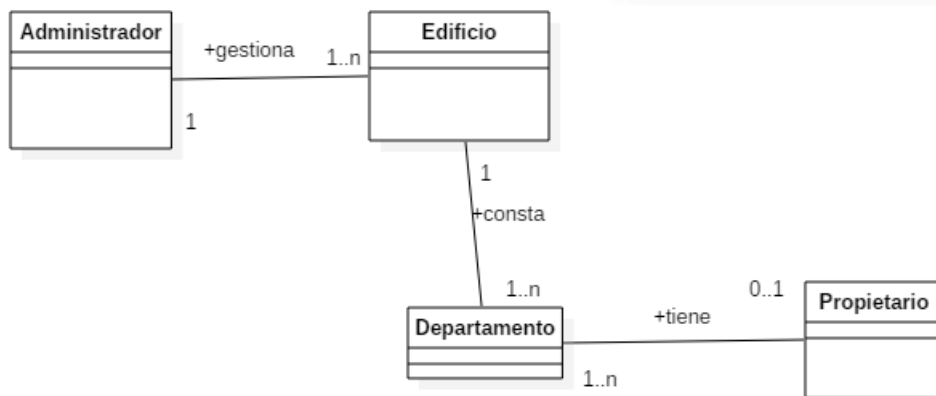 Administrador
Edificio
+gestiona
1..n
1
1
+consta
1..n
Departamento
+tiene
0..1
Propietario
1..n